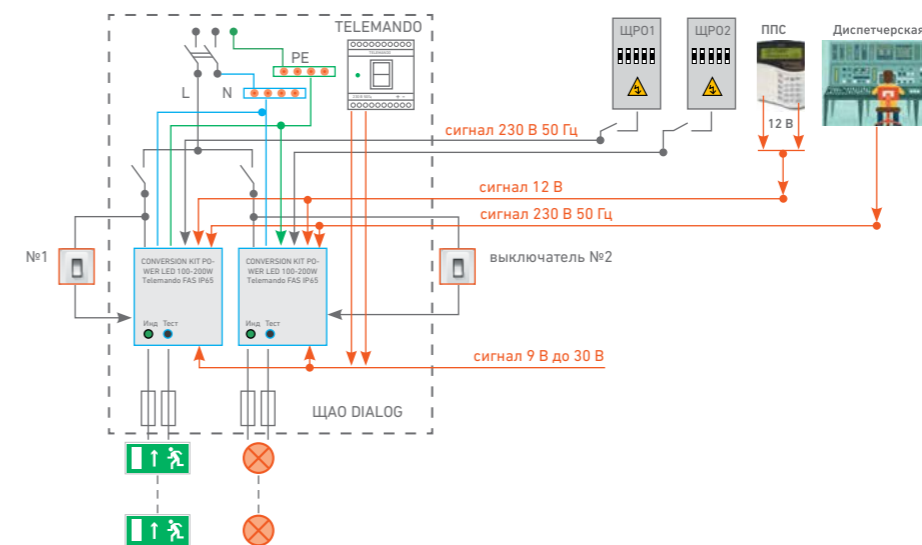 TELEMANDO
ЩРО1
ЩРО2
ППС
Диспетчерская
PE
TELEMANDO
L
N
12 В
сигнал 230 В 50 Гц
сигнал 12 В
сигнал 230 В 50 Гц
№1
выключатель №2
CONVERSION KIT PO-
WER LED 100-200W
Telemando FAS IP65
CONVERSION KIT PO-
WER LED 100-200W
Telemando FAS IP65
Инд Тест
Инд Тест
сигнал 9 В до 30 В
ЩАО DIALOG